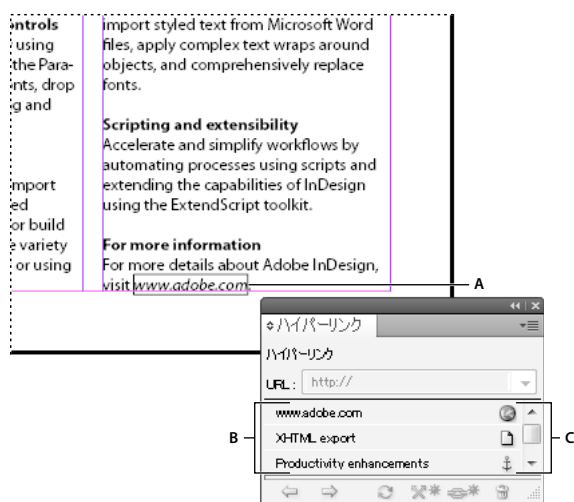 ntrols
using
the Para-
nts, drop
g and
mport
ed
or build
e variety
or using
import styled text from Microsoft Word
files, apply complex text wraps around
objects, and comprehensively replace
fonts.
Scripting and extensibility
Accelerate and simplify workflows by
automating processes using scripts and
extending the capabilities of InDesign
using the ExtendScript toolkit.
For more information
For more details about Adobe InDesign,
visit www.adobe.com.
A
ハイパーリンク
ハイパーリンク
URL : http://
www.adobe.com
XHTML export
Productivity enhancements
B
C